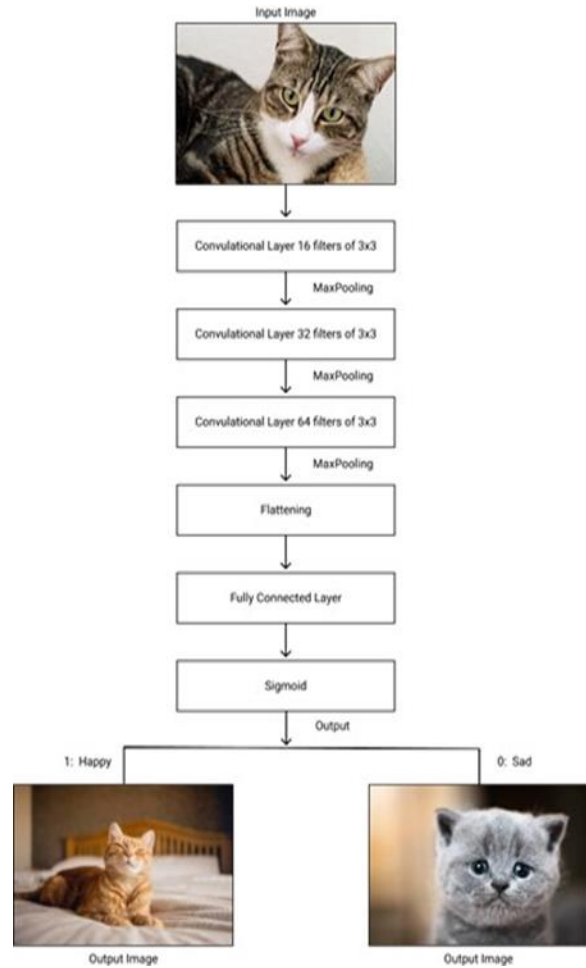 Input Image
Convulational Layer 16 filters of 3x3
MaxPooling
Convulational Layer 32 filters of 3x3
MaxPooling
Convulational Layer 64 filters of 3x3
MaxPooling
Flattening
Fully Connected Layer
Sigmoid
Output
1: Happy
0: Sad
Output Image
Output Image